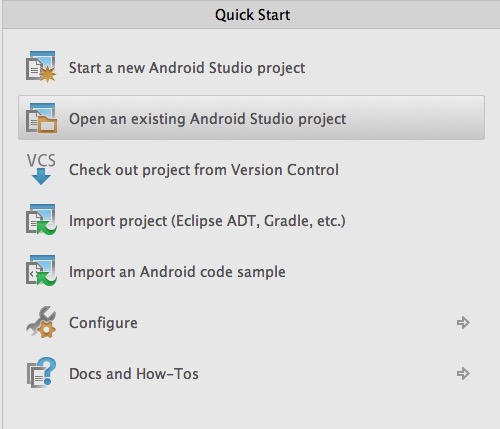 Quick Start
Start a new Android Studio project
Open an existing Android Studio project
VCS
Check out project from Version Control
Import project (Eclipse ADT, Gradle, etc.)
Import an Android code sample
Configure
Docs and How-Tos